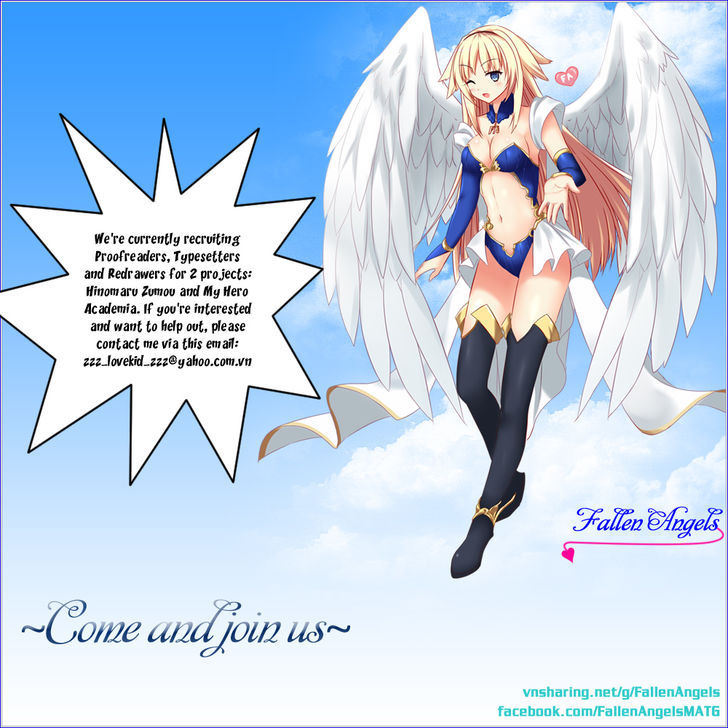 FA
We're currently recruiting
Proofreaders, Typesetters
and Redrawers for 2 projects:
Hinomaru Zumou and My Hero
Academia. If you're interested
and want to help out, please
contact me via this email:
zzz_lovekid_zzz@yahoo.com.vn
Fallen Angels
~Come and join us~
vnsharing.net/g/FallenAngels
facebook.com/FallenAngelsMATG